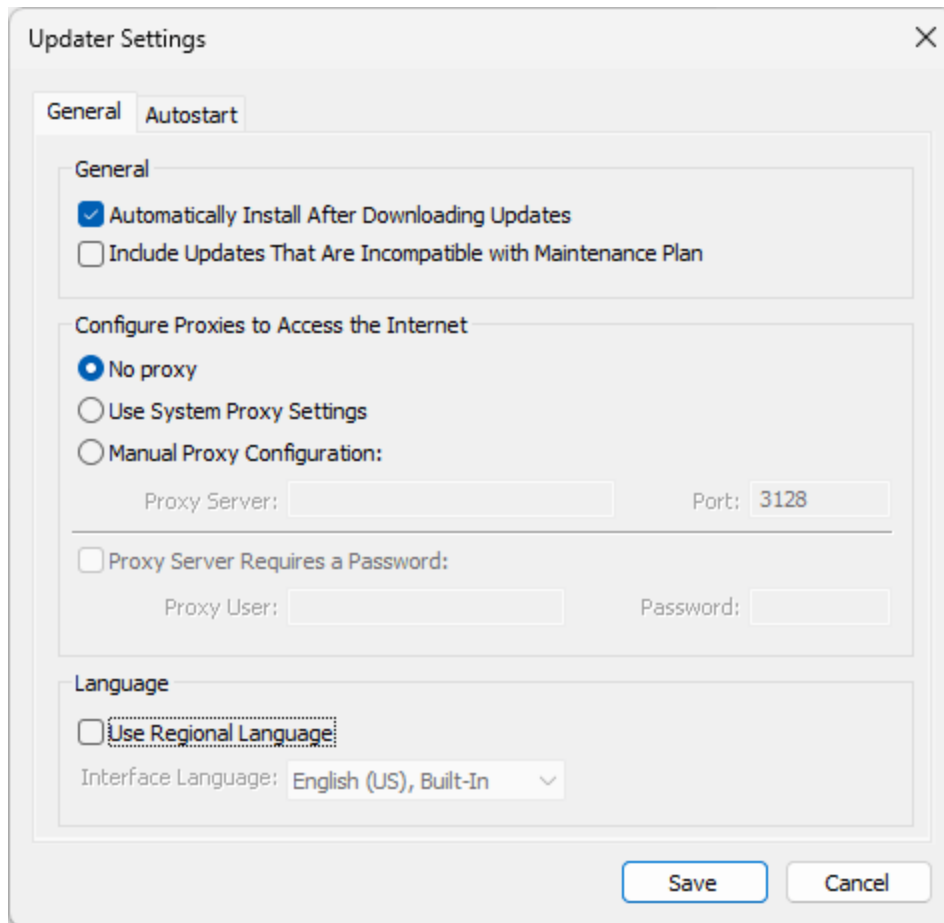 Updater Settings
General Autostart
General
Automatically Install After Downloading Updates
Include Updates That Are Incompatible with Maintenance Plan
Configure Proxies to Access the Internet
No proxy
Use System Proxy Settings
Manual Proxy Configuration:
Proxy Server: Port: 3128
Proxy Server Requires a Password:
Proxy User: Password:
Language
Use Regional Language
Interface Language: English (US), Built-In
Save Cancel